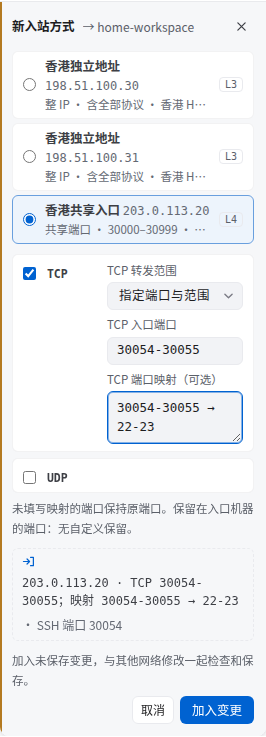 新入站方式 → home-workspace
香港独立地址
198.51.100.30
L3
整 IP · 含全部协议 · 香港 H···
香港独立地址
198.51.100.31
L3
整 IP · 含全部协议 · 香港 H···
香港共享入口 203.0.113.20
L4
共享端口 · 30000–30999 · ···
TCP
TCP 转发范围
指定端口与范围
TCP 入口端口
30054-30055
TCP 端口映射（可选）
30054-30055 →
22-23
UDP
未填写映射的端口保持原端口。保留在入口机器
的端口：无自定义保留。
203.0.113.20 · TCP 30054-
30055；映射 30054-30055 → 22-23
· SSH 端口 30054
加入未保存变更，与其他网络修改一起检查和保
存。
取消
加入变更